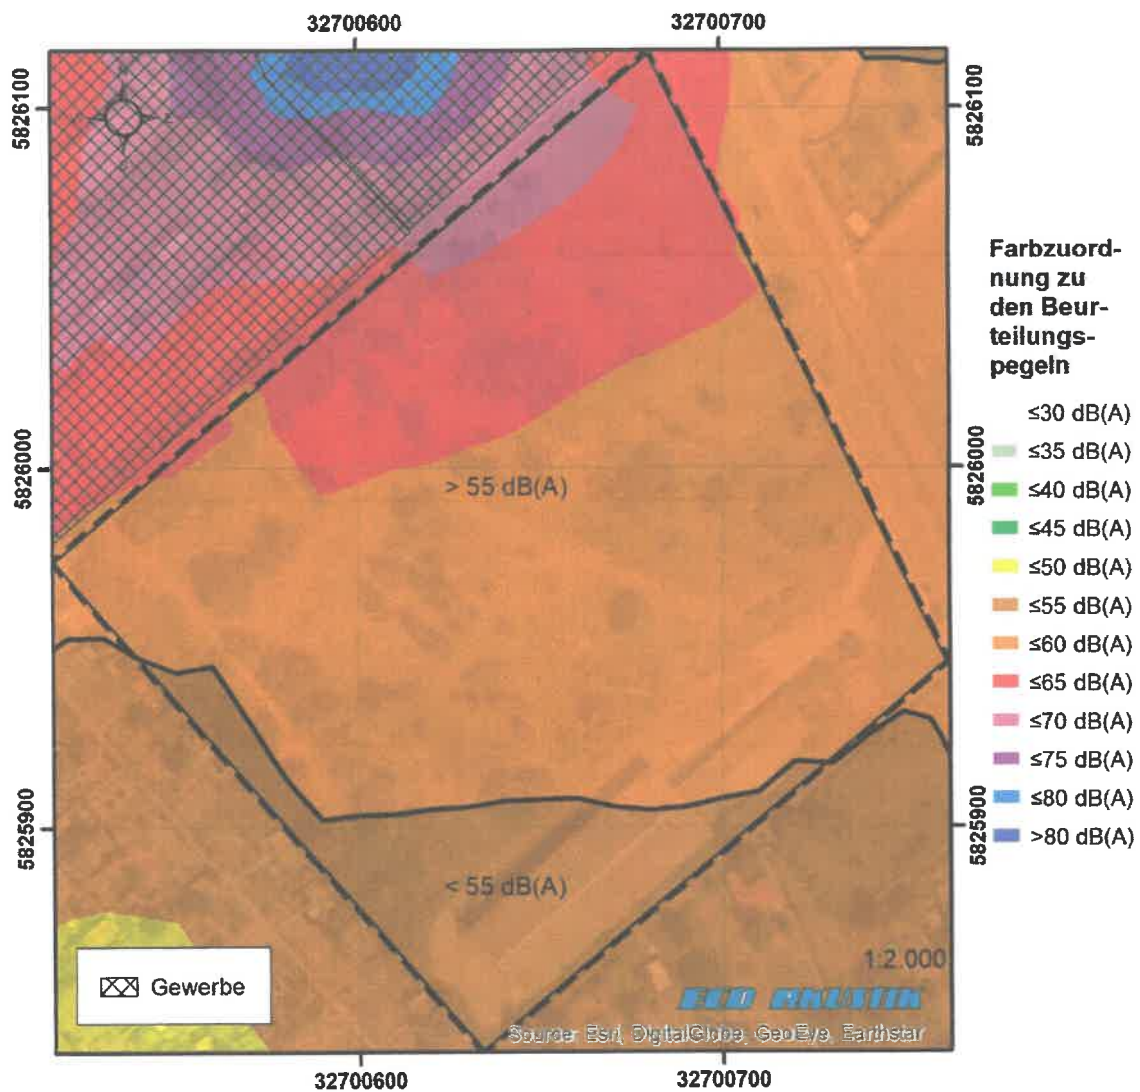 32700600
32700700
5826100
5826100
5826000
5826000
5825900
5825900
> 55 dB(A)
< 55 dB(A)
Gewerbe
1:2.000
ECO AKUSTIK
Source: Esri, DigitalGlobe, GeoEye, Earthstar
32700600
32700700
Farbzuord-
nung zu
den Beur-
teilungs-
pegeln
≤30 dB(A)
≤35 dB(A)
≤40 dB(A)
≤45 dB(A)
≤50 dB(A)
≤55 dB(A)
≤60 dB(A)
≤65 dB(A)
≤70 dB(A)
≤75 dB(A)
≤80 dB(A)
>80 dB(A)